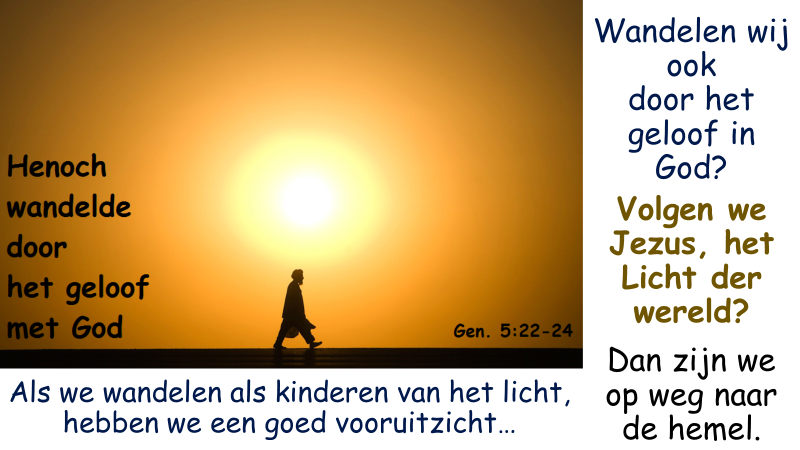 Henoch
wandelde
door
het geloof
met God
Gen. 5:22-24
Als we wandelen als kinderen van het licht,
hebben we een goed vooruitzicht…
Wandelen wij
ook
door het
geloof in
God?
Volgen we
Jezus, het
Licht der
wereld?
Dan zijn we
op weg naar
de hemel.